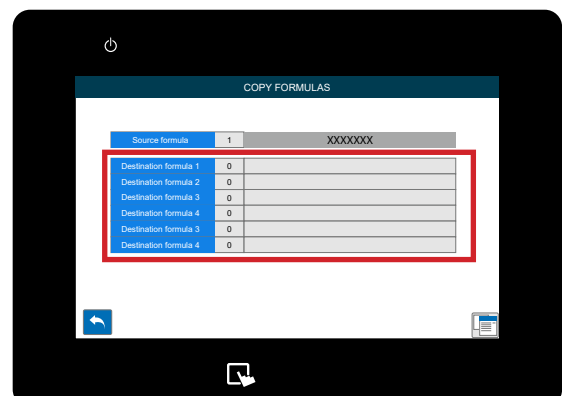 COPY FORMULAS
Source formula 1 XXXXXXX
Destination formula 1 0
Destination formula 2 0
Destination formula 3 0
Destination formula 4 0
Destination formula 3 0
Destination formula 4 0